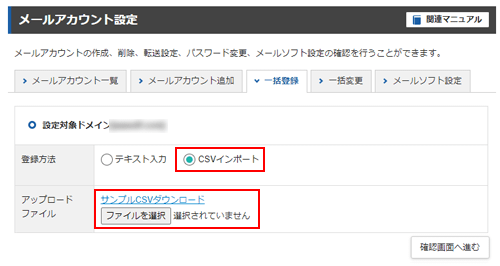 メールアカウント設定
関連マニュアル
メールアカウントの作成、削除、転送設定、パスワード変更、メールソフト設定の確認を行うことができます。
メールアカウント一覧 メールアカウント追加 一括登録 一括変更 メールソフト設定
設定対象ドメイン
登録方法 テキスト入力 CSVインポート
アップロード
ファイル
サンプルCSVダウンロード
ファイルを選択 選択されていません
確認画面へ進む